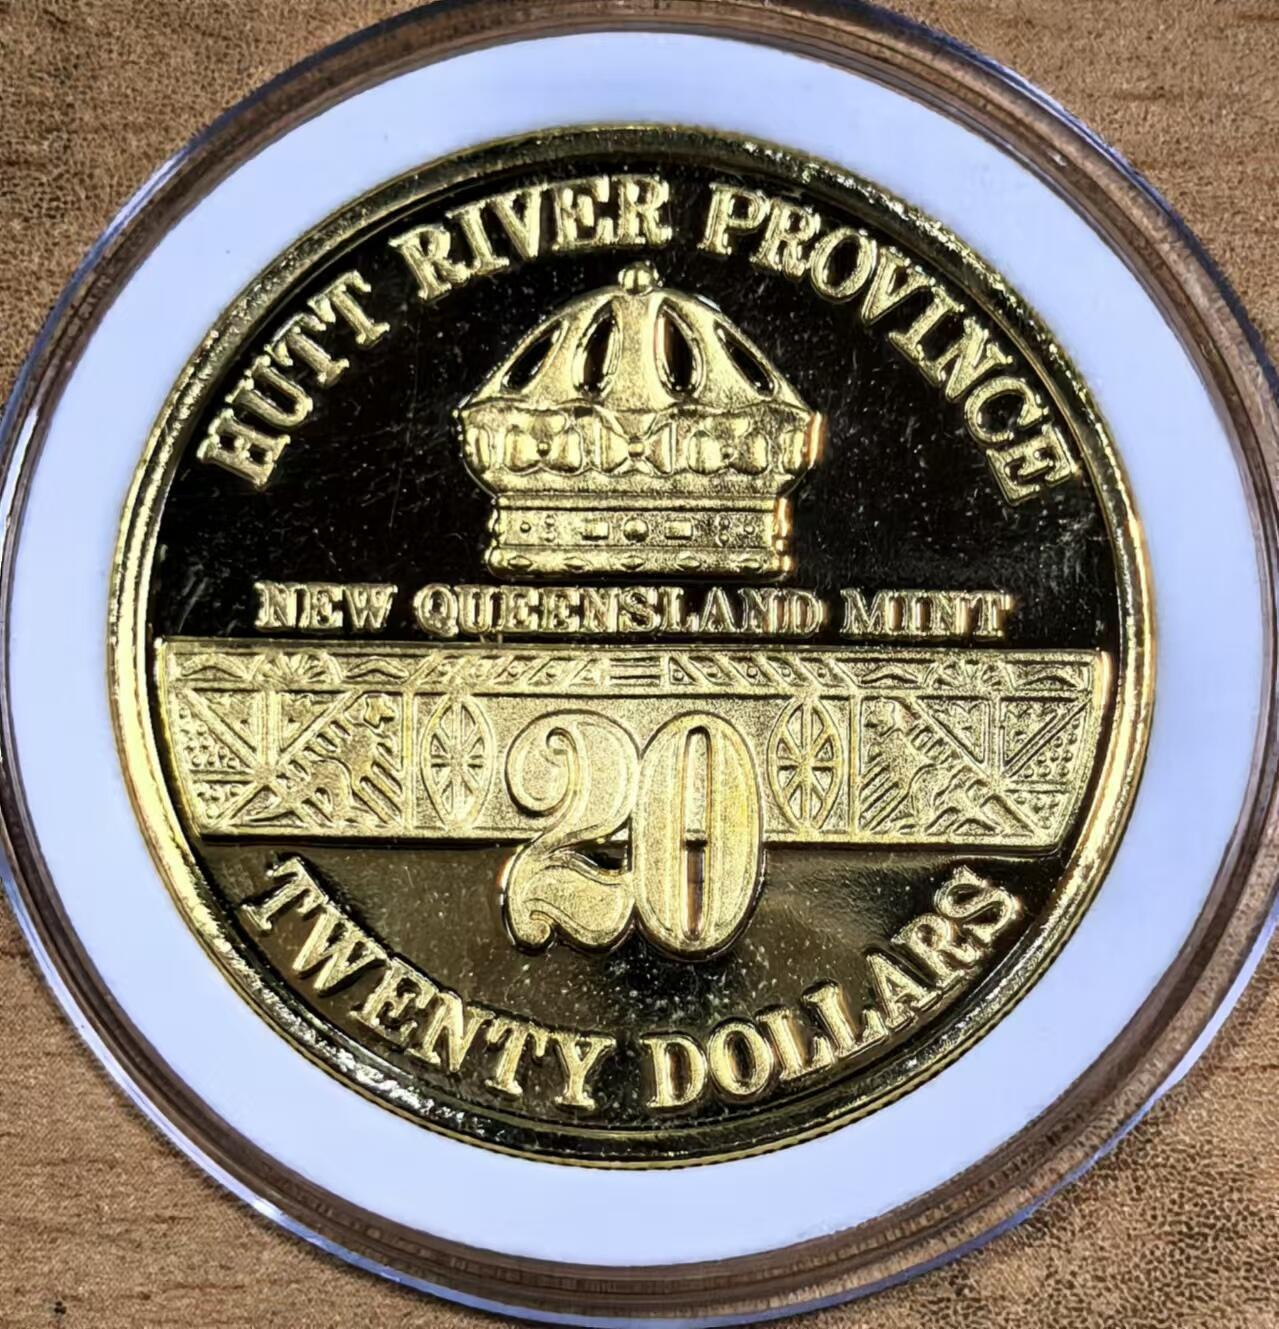 HUTT RIVER PROVINCE
NEW QUEENSLAND MINT
20
TWENTY DOLLARS